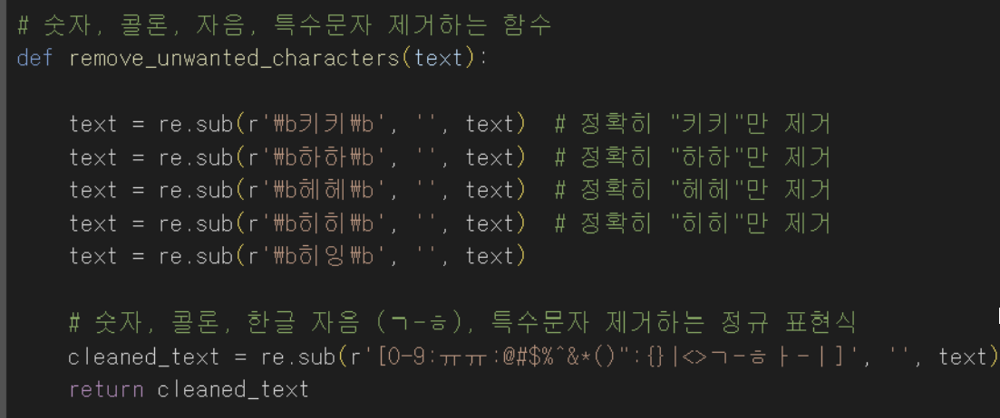 # 숫자, 콜론, 자음, 특수문자 제거하는 함수
def remove_unwanted_characters(text):
text = re.sub(r'₩b키키₩b', '', text)  # 정확히 "키키"만 제거
text = re.sub(r'₩b하하₩b', '', text)  # 정확히 "하하"만 제거
text = re.sub(r'₩b헤헤₩b', '', text)  # 정확히 "헤헤"만 제거
text = re.sub(r'₩b히히₩b', '', text)  # 정확히 "히히"만 제거
text = re.sub(r'₩b히잉₩b', '', text)
# 숫자, 콜론, 한글 자음 (ㄱ-ㅎ), 특수문자 제거하는 정규 표현식
cleaned_text = re.sub(r'[0-9:ㅠㅠ:@#$%^&*()":{}|<>ㄱ-ㅎㅏ-ㅣ]', '', text)
return cleaned_text